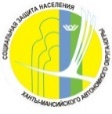 СОЦИАЛЬНАЯ ЗАЩИТА НАСЕЛЕНИЯ
ХАНТЫ-МАНСИЙСКОГО АВТОНОМНОГО ОКРУГА